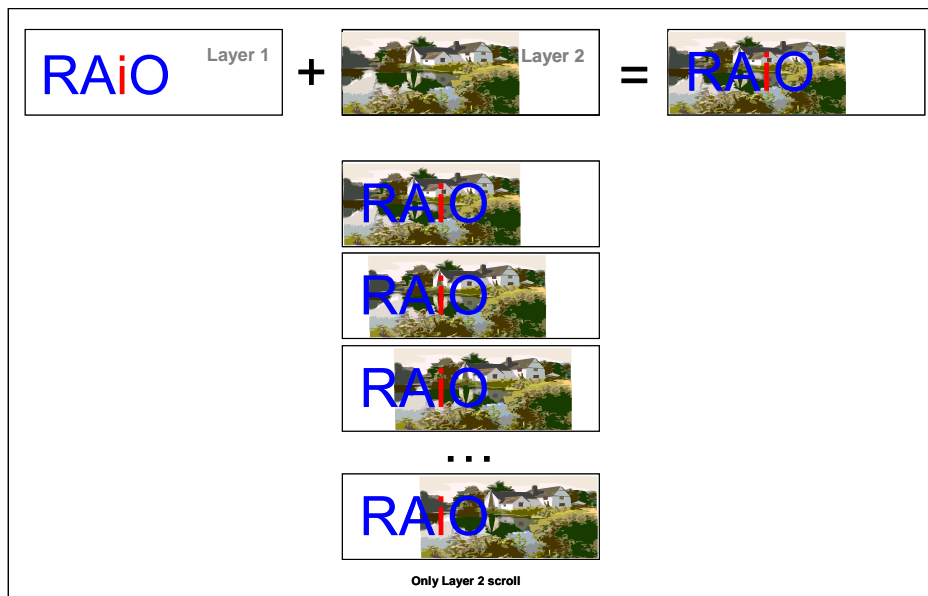 RAiO Layer 1 + Layer 2 = RAiO
RAiO
RAiO
RAiO
...
RAiO
Only Layer 2 scroll